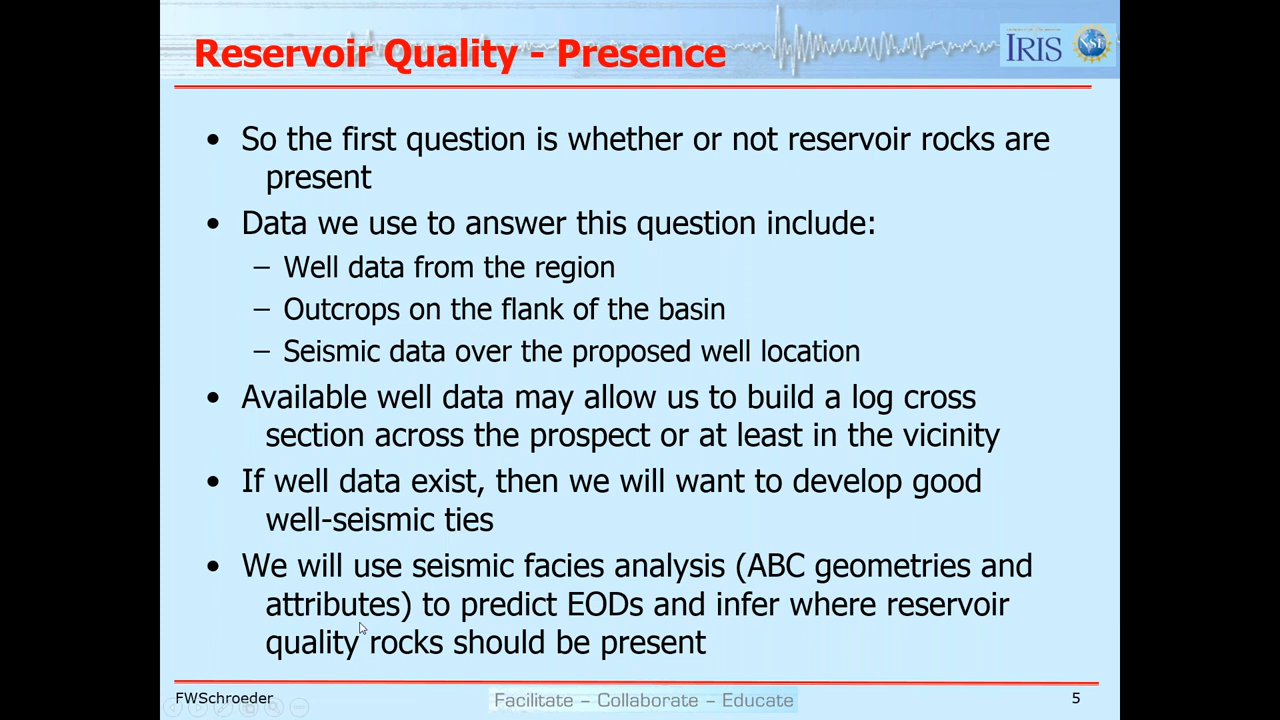 Reservoir Quality - Presence
IRIS
NSF
• So the first question is whether or not reservoir rocks are
present
• Data we use to answer this question include:
– Well data from the region
– Outcrops on the flank of the basin
– Seismic data over the proposed well location
• Available well data may allow us to build a log cross
section across the prospect or at least in the vicinity
• If well data exist, then we will want to develop good
well-seismic ties
• We will use seismic facies analysis (ABC geometries and
attributes) to predict EODs and infer where reservoir
quality rocks should be present
FWSchroeder
Facilitate – Collaborate – Educate
5